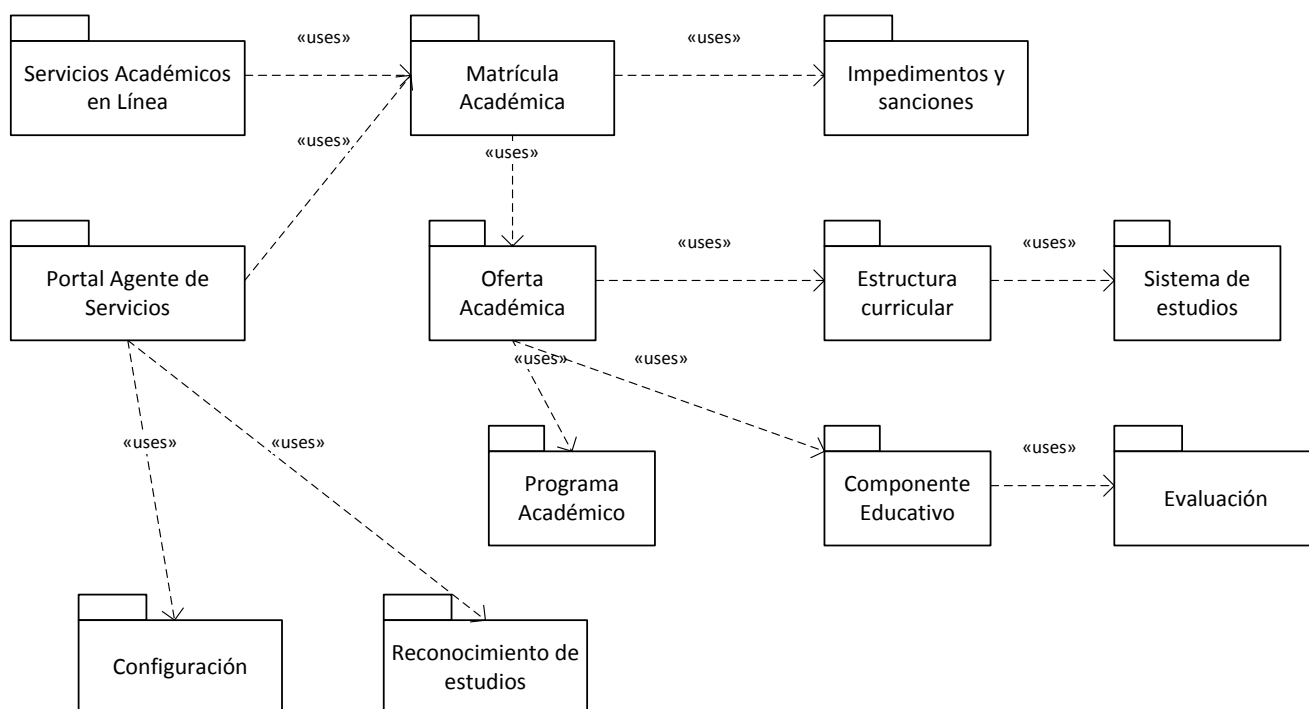 «uses»
«uses»
Servicios Académicos
en Línea
Matrícula
Académica
Impedimentos y
sanciones
«uses»
«uses»
«uses»
«uses»
Portal Agente de
Servicios
Oferta
Académica
Estructura
curricular
Sistema de
estudios
«uses»
«uses»
«uses»
«uses»
«uses»
Programa
Académico
Componente
Educativo
Evaluación
Configuración
Reconocimiento de
estudios